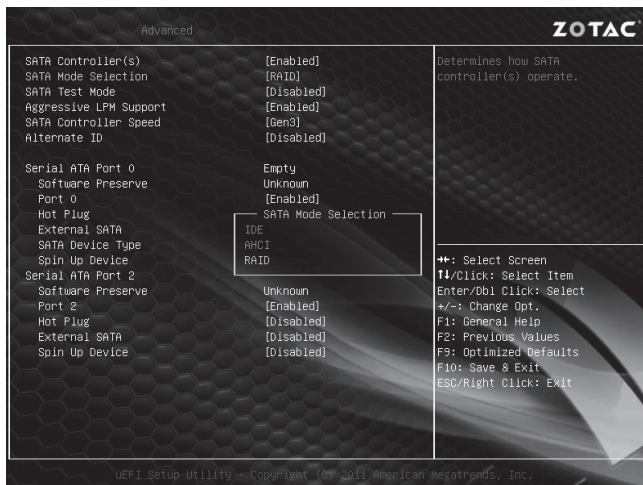 Advanced
ZOTAC
SATA Controller(s) [Enabled]
SATA Mode Selection [RAID]
SATA Test Mode [Disabled]
Aggressive LPM Support [Enabled]
SATA Controller Speed [Gen3]
Alternate ID [Disabled]
Serial ATA Port 0 Empty
Software Preserve Unknown
Port 0 [Enabled]
Hot Plug
External SATA
SATA Device Type
Spin Up Device
SATA Mode Selection
IDE
AHCI
RAID
Serial ATA Port 2
Software Preserve Unknown
Port 2 [Enabled]
Hot Plug [Disabled]
External SATA [Disabled]
Spin Up Device [Disabled]
Determines how SATA
controller(s) operate.
→←: Select Screen
↑↓/Click: Select Item
Enter/Dbl Click: Select
+/-: Change Opt.
F1: General Help
F2: Previous Values
F9: Optimized Defaults
F10: Save & Exit
ESC/Right Click: Exit
uEFI Setup Utility - Copyright (C) 2011 American Megatrends, Inc.